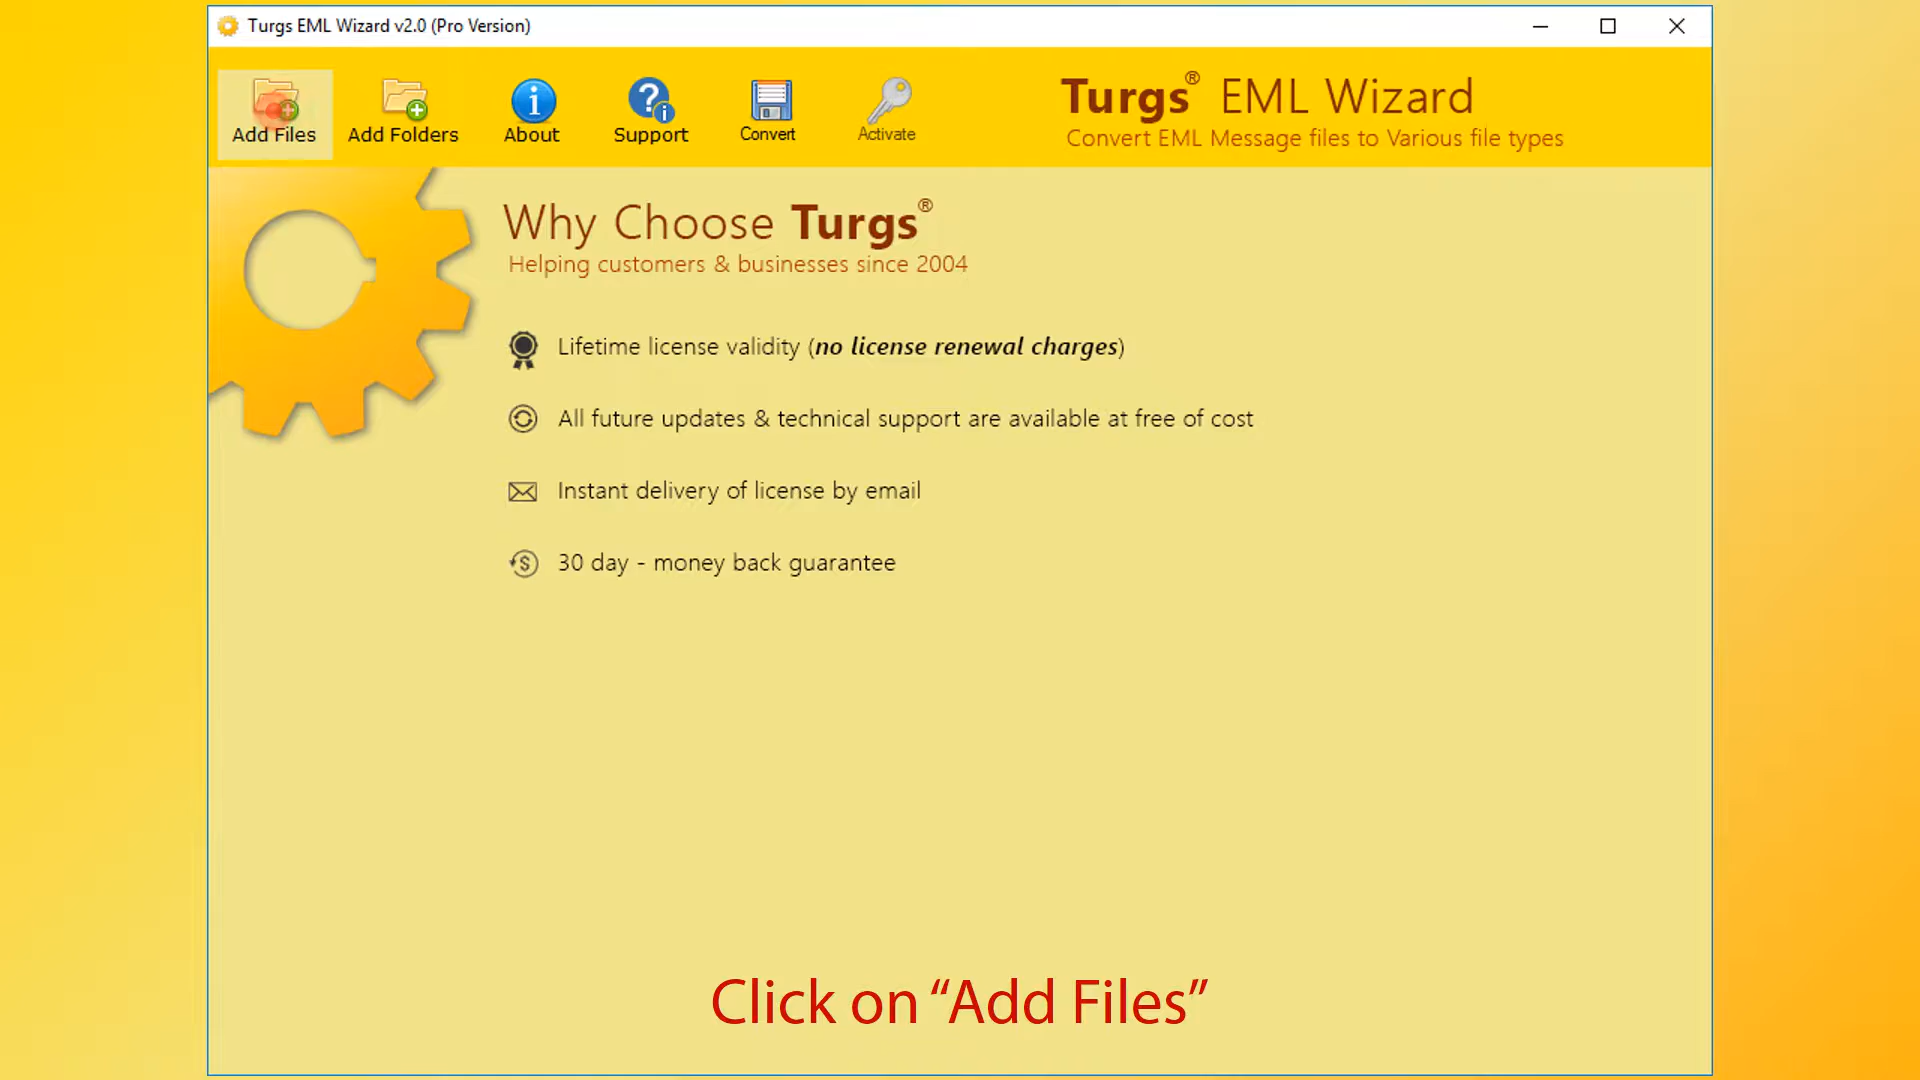 Turgs EML Wizard v2.0 (Pro Version)
Add Files
Add Folders
About
Support
Convert
Activate
Turgs® EML Wizard
Convert EML Message files to Various file types
Why Choose Turgs®
Helping customers & businesses since 2004
Lifetime license validity (no license renewal charges)
All future updates & technical support are available at free of cost
Instant delivery of license by email
30 day - money back guarantee
Click on “Add Files”